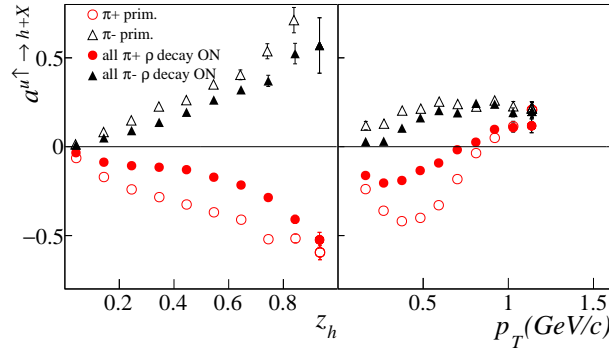 π+ prim.
π- prim.
all π+ ρ decay ON
all π- ρ decay ON
a^{u↑ → h+X}
0.5
0
−0.5
0.2 0.4 0.6 0.8 0.5 1 1.5
z_h p_T (GeV/c)